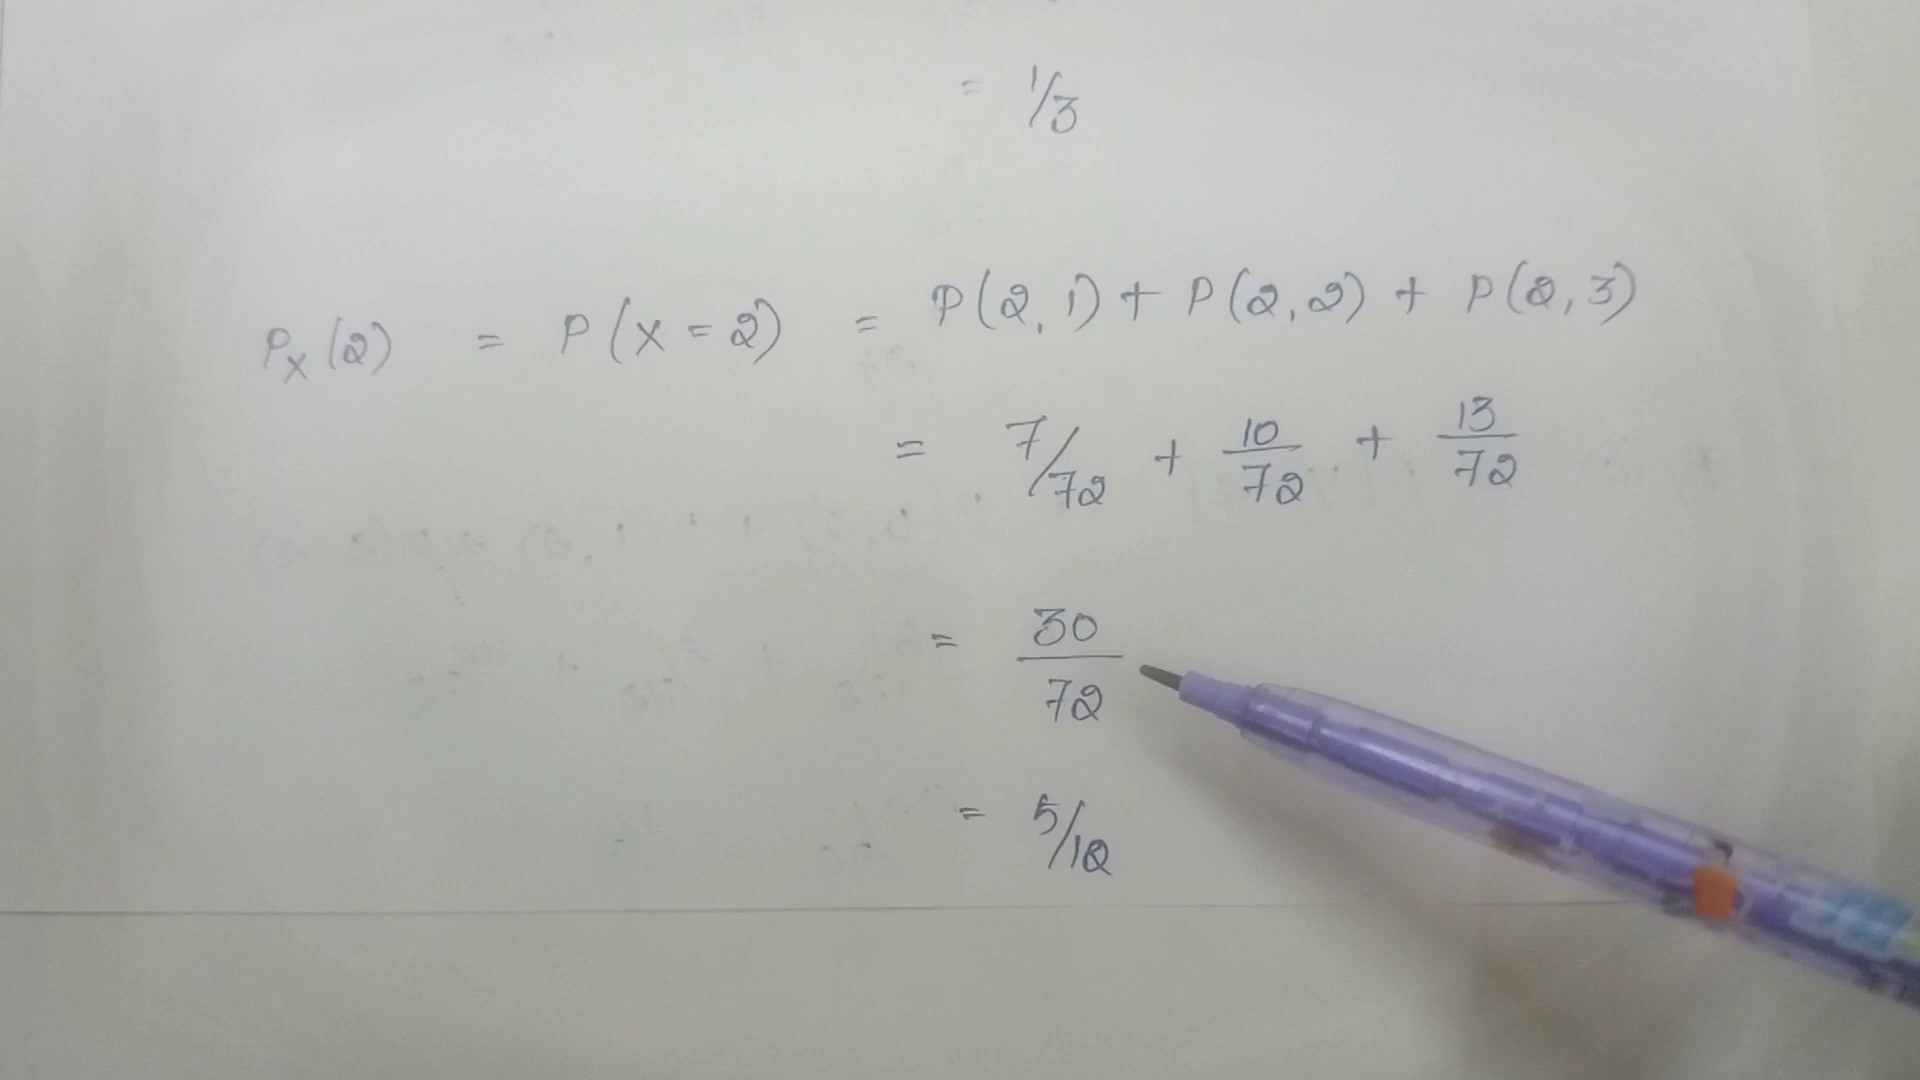 = 1/3
P_X(2) = P(X = 2) = P(2,1) + P(2,2) + P(2,3)
= 7/72 + 10/72 + 13/72
= 30/72
= 5/12